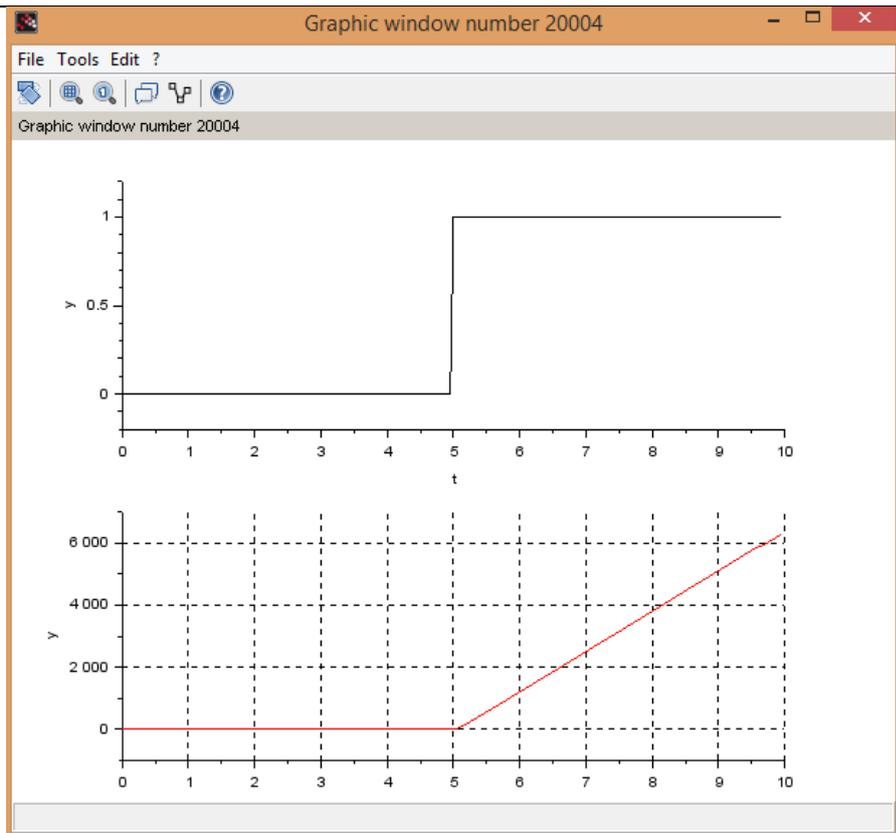 Graphic window number 20004
File Tools Edit ?
Graphic window number 20004
1
y 0.5
0
0 1 2 3 4 5 6 7 8 9 10
t
6 000
4 000
y
2 000
0
0 1 2 3 4 5 6 7 8 9 10